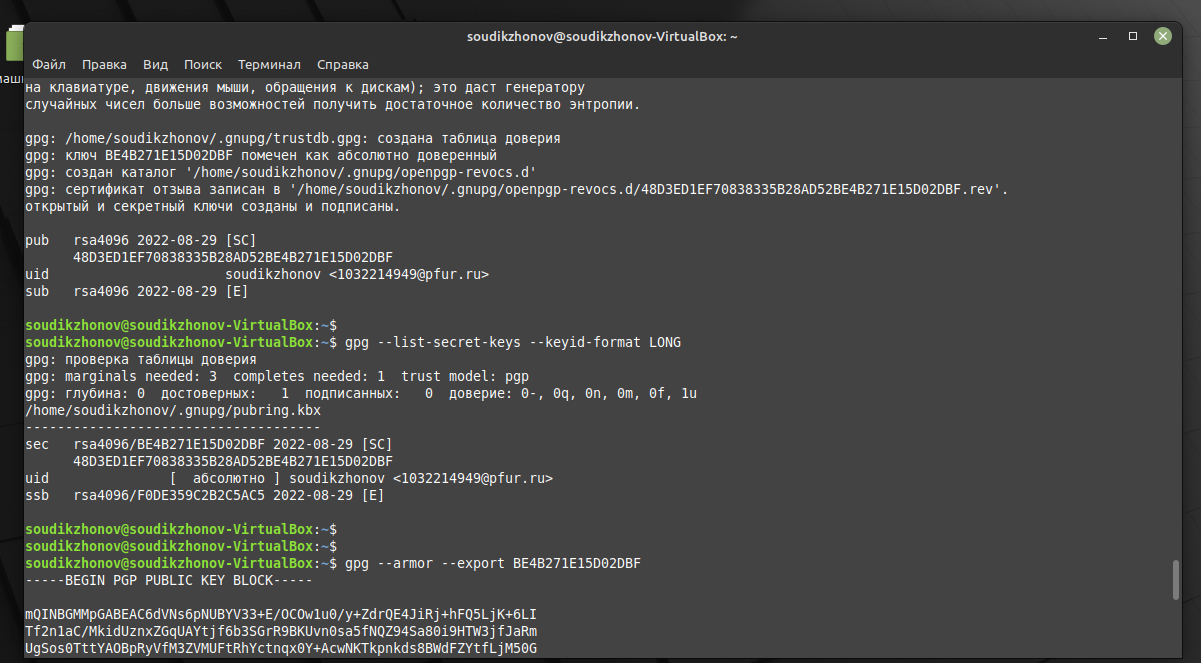 soudikzhonov@soudikzhonov-VirtualBox: ~
Файл Правка Вид Поиск Терминал Справка
на клавиатуре, движения мыши, обращения к дискам); это даст генератору
случайных чисел больше возможностей получить достаточное количество энтропии.
gpg: /home/soudikzhonov/.gnupg/trustdb.gpg: создана таблица доверия
gpg: ключ BE4B271E15D02DBF помечен как абсолютно доверенный
gpg: создан каталог '/home/soudikzhonov/.gnupg/openpgp-revocs.d'
gpg: сертификат отзыва записан в '/home/soudikzhonov/.gnupg/openpgp-revocs.d/48D3ED1EF70838335B28AD52BE4B271E15D02DBF.rev'.
открытый и секретный ключи созданы и подписаны.
pub   rsa4096 2022-08-29 [SC]
      48D3ED1EF70838335B28AD52BE4B271E15D02DBF
uid                      soudikzhonov <1032214949@pfur.ru>
sub   rsa4096 2022-08-29 [E]
soudikzhonov@soudikzhonov-VirtualBox:~$
soudikzhonov@soudikzhonov-VirtualBox:~$ gpg --list-secret-keys --keyid-format LONG
gpg: проверка таблицы доверия
gpg: marginals needed: 3  completes needed: 1  trust model: pgp
gpg: глубина: 0  достоверных:   1  подписанных:   0  доверие: 0-, 0q, 0n, 0m, 0f, 1u
/home/soudikzhonov/.gnupg/pubring.kbx
-------------------------------------
sec   rsa4096/BE4B271E15D02DBF 2022-08-29 [SC]
      48D3ED1EF70838335B28AD52BE4B271E15D02DBF
uid               [  абсолютно ] soudikzhonov <1032214949@pfur.ru>
ssb   rsa4096/F0DE359C2B2C5AC5 2022-08-29 [E]
soudikzhonov@soudikzhonov-VirtualBox:~$
soudikzhonov@soudikzhonov-VirtualBox:~$
soudikzhonov@soudikzhonov-VirtualBox:~$ gpg --armor --export BE4B271E15D02DBF
-----BEGIN PGP PUBLIC KEY BLOCK-----
mQINBGMMpGABEAC6dVNs6pNUBYV33+E/OCOw1u0/y+ZdrQE4JiRj+hFQ5LjK+6LI
Tf2n1aC/MkidUznxZGqUAYtjf6b3SGrR9BKUvn0sa5fNQZ94Sa80i9HTW3jfJaRm
UgSos0TttYAOBpRyVfM3ZVMUFtRhYctnqx0Y+AcwNKTkpnkds8BWdFZYtfLjM50G